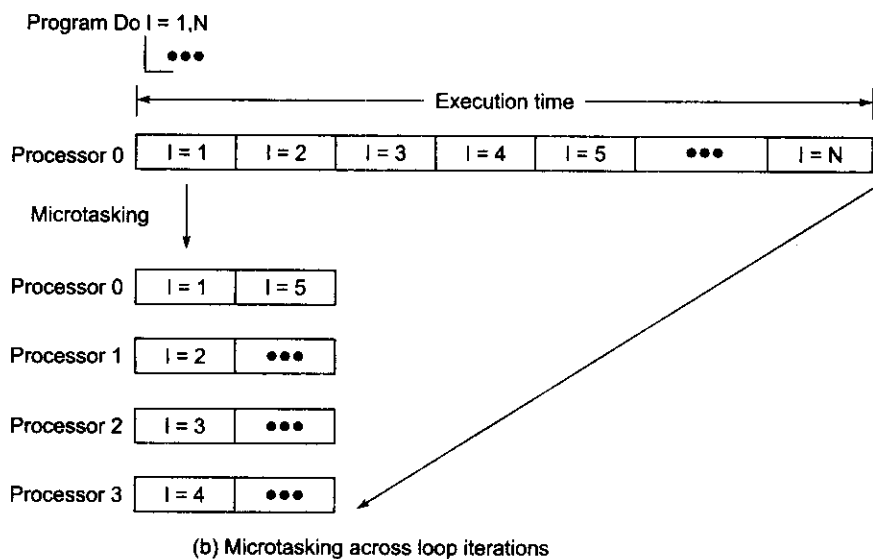 Program Do I = 1,N
•••
Execution time
Processor 0 I = 1 I = 2 I = 3 I = 4 I = 5 ••• I = N
Microtasking
Processor 0 I = 1 I = 5
Processor 1 I = 2 •••
Processor 2 I = 3 •••
Processor 3 I = 4 •••
(b) Microtasking across loop iterations